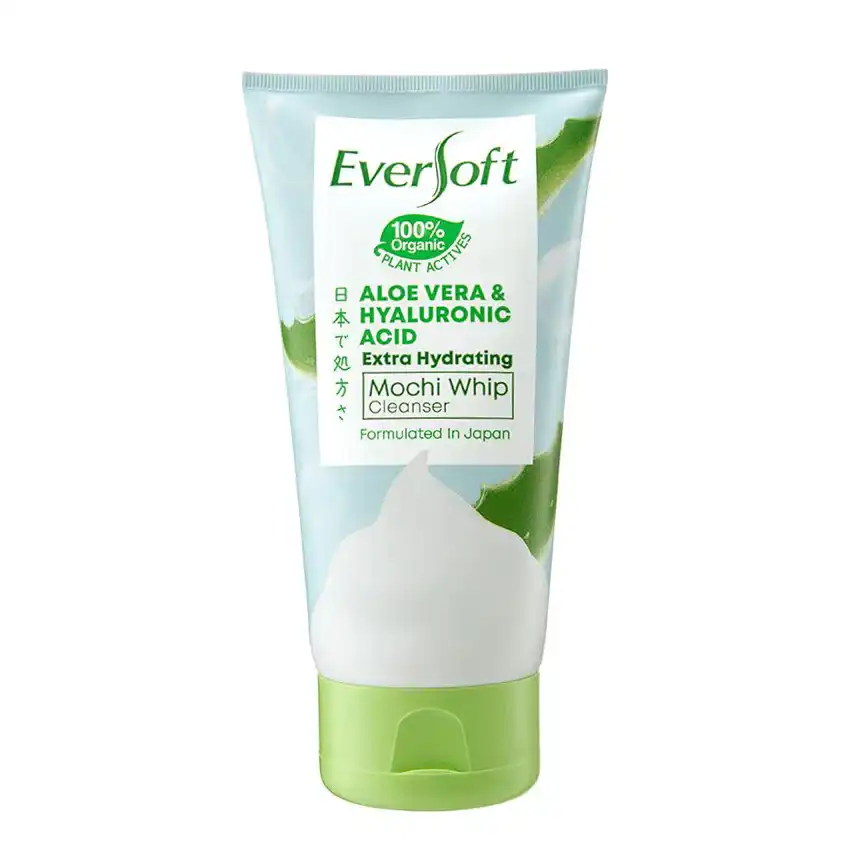 EverSoft
100%
Organic
PLANT ACTIVES
日本で処方さ
ALOE VERA &
HYALURONIC
ACID
Extra Hydrating
Mochi Whip
Cleanser
Formulated In Japan